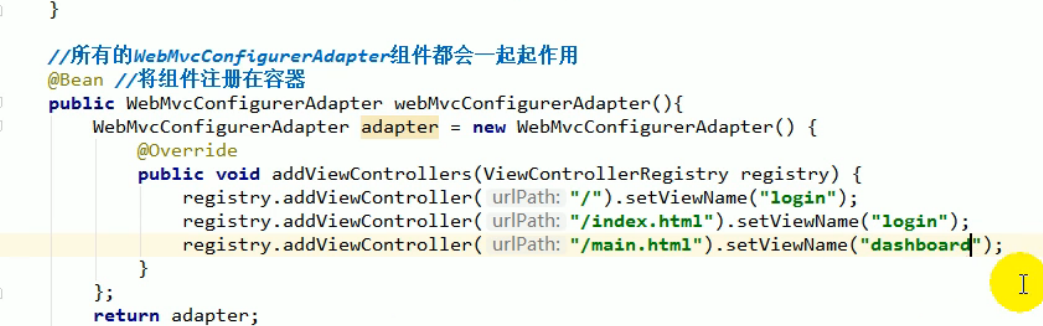 }
//所有的WebMvcConfigurerAdapter组件都会一起起作用
@Bean //将组件注册在容器
public WebMvcConfigurerAdapter webMvcConfigurerAdapter(){
WebMvcConfigurerAdapter adapter = new WebMvcConfigurerAdapter() {
@Override
public void addViewControllers(ViewControllerRegistry registry) {
registry.addViewController( urlPath: "/").setViewName("login");
registry.addViewController( urlPath: "/index.html").setViewName("login");
registry.addViewController( urlPath: "/main.html").setViewName("dashboard");
}
};
return adapter;